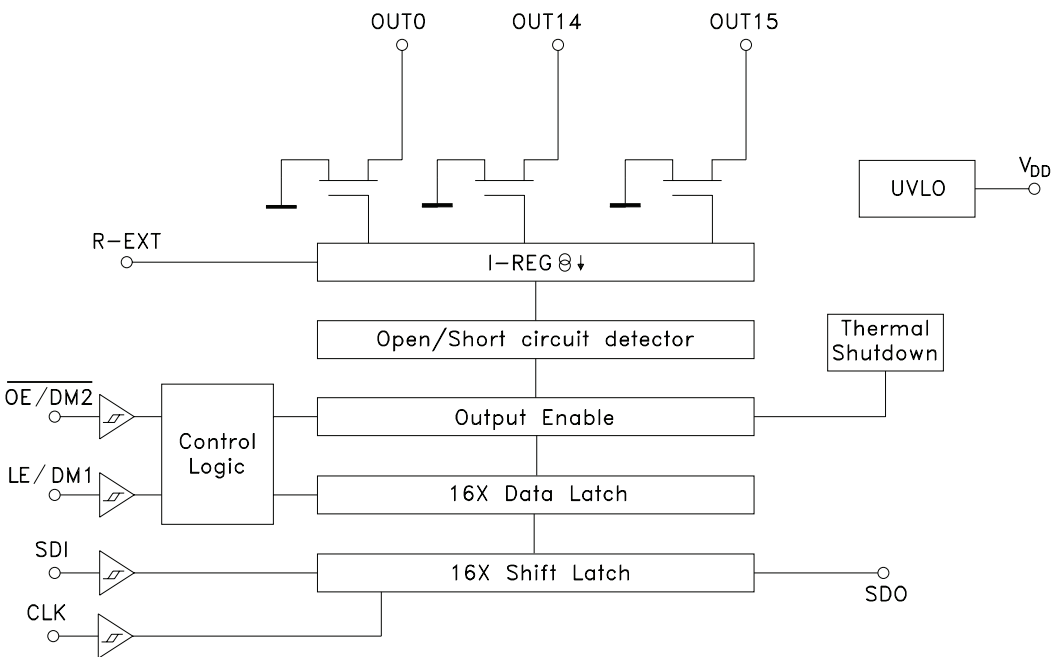 OUT0
OUT14
OUT15
UVLO
VDD
R-EXT
I-REG
Open/Short circuit detector
Thermal
Shutdown
OE/DM2
Output Enable
Control
Logic
LE/DM1
16X Data Latch
SDI
16X Shift Latch
SDO
CLK